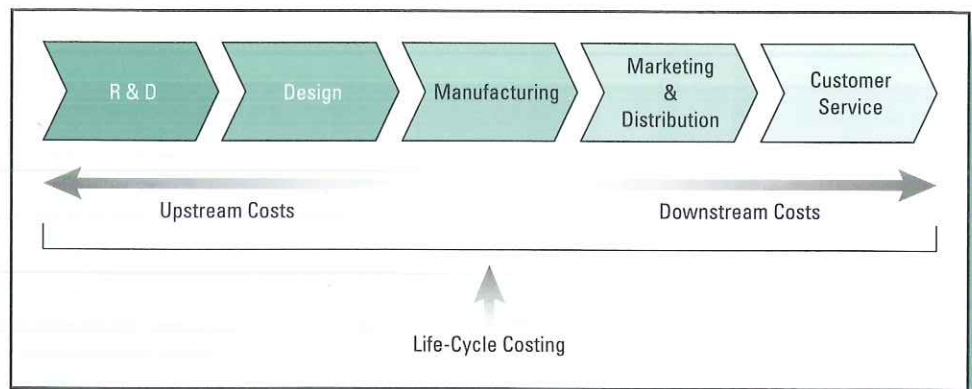 R & D
Design
Manufacturing
Marketing
&
Distribution
Customer
Service
Upstream Costs
Downstream Costs
Life-Cycle Costing